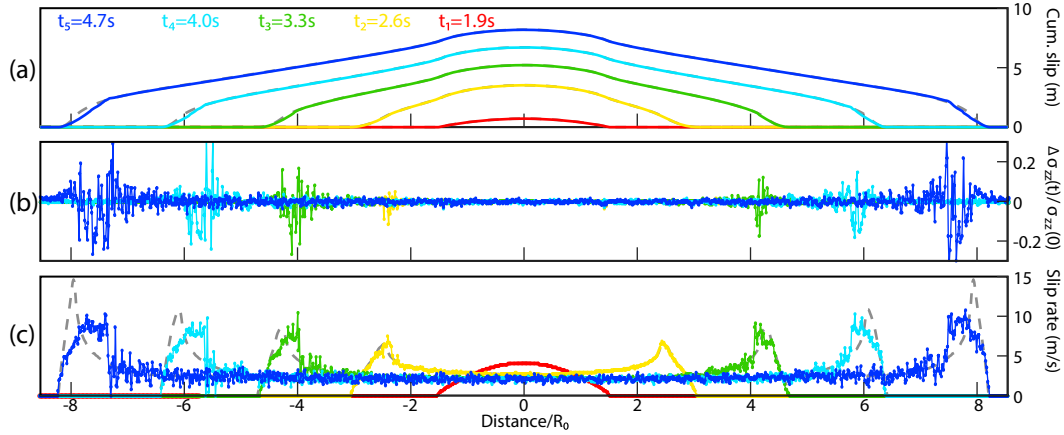 t₅=4.7s t₄=4.0s t₃=3.3s t₂=2.6s t₁=1.9s
(a)
10
5
0
Cum. slip (m)
(b)
0.2
0
-0.2
Δ σzz(t)/ σzz(0)
(c)
15
10
5
0
Slip rate (m/s)
-8 -6 -4 -2 0 2 4 6 8
Distance/R₀